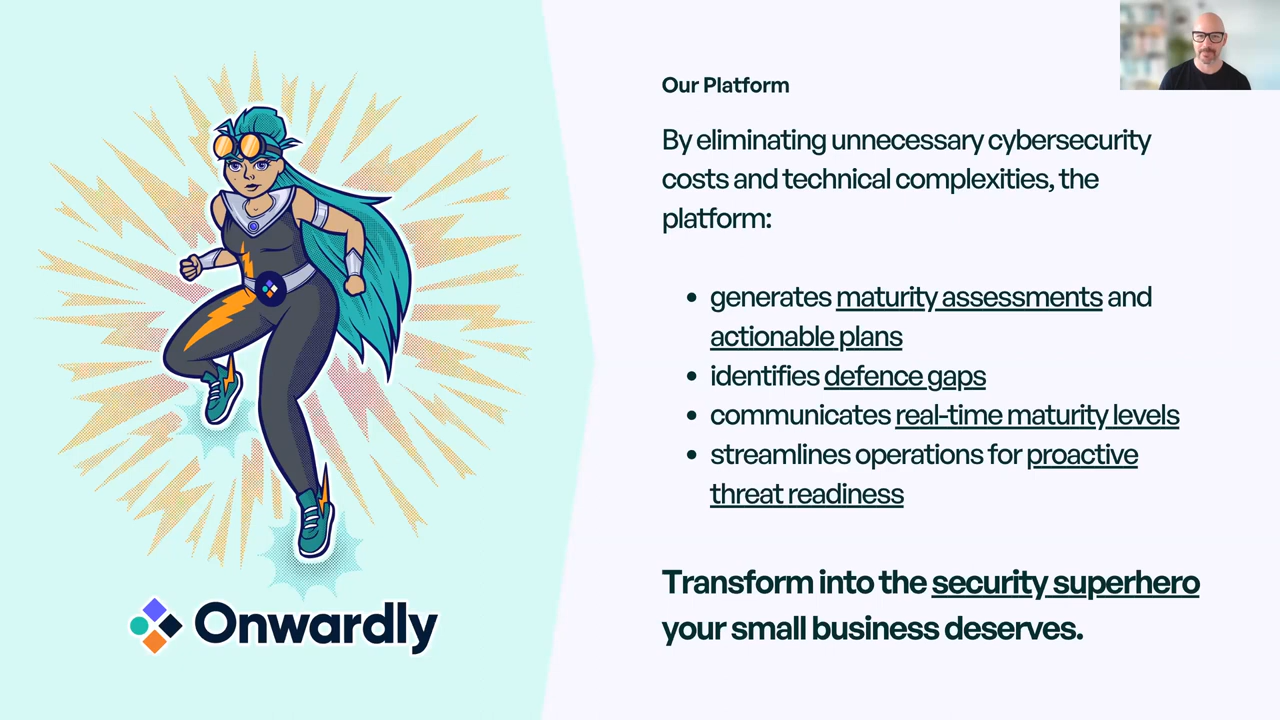 Our Platform
By eliminating unnecessary cybersecurity
costs and technical complexities, the
platform:
• generates maturity assessments and
actionable plans
• identifies defence gaps
• communicates real-time maturity levels
• streamlines operations for proactive
threat readiness
Transform into the security superhero
your small business deserves.
Onwardly